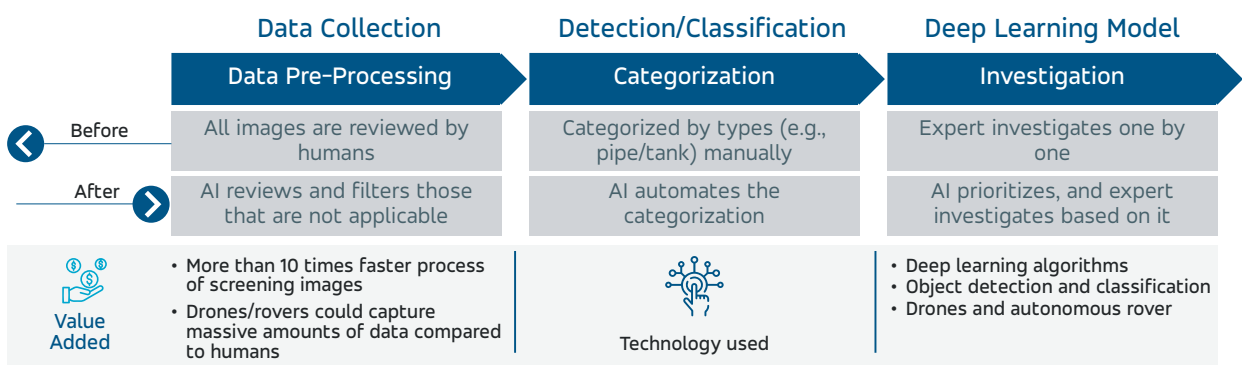 Data Collection
Detection/Classification
Deep Learning Model
Data Pre-Processing
Categorization
Investigation
Before
All images are reviewed by
humans
Categorized by types (e.g.,
pipe/tank) manually
Expert investigates one by
one
After
AI reviews and filters those
that are not applicable
AI automates the
categorization
AI prioritizes, and expert
investigates based on it
Value
Added
• More than 10 times faster process
of screening images
• Drones/rovers could capture
massive amounts of data compared
to humans
Technology used
• Deep learning algorithms
• Object detection and classification
• Drones and autonomous rover